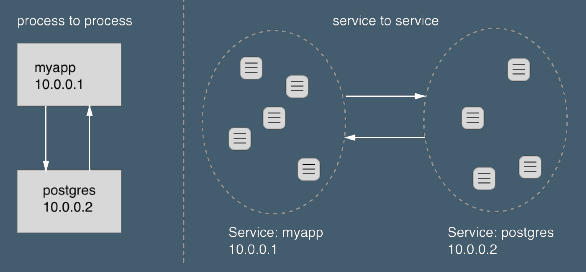 process to process
myapp
10.0.0.1
postgres
10.0.0.2
service to service
Service: myapp
10.0.0.1
Service: postgres
10.0.0.2